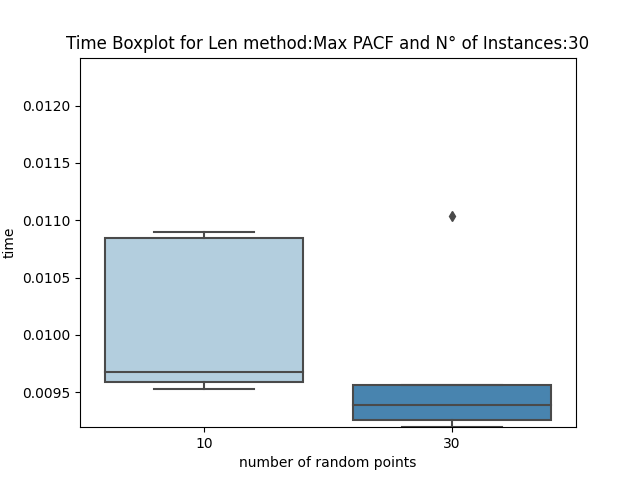 Time Boxplot for Len method:Max PACF and N° of Instances:30
0.0120
0.0115
0.0110
0.0105
0.0100
0.0095
time
10
30
number of random points